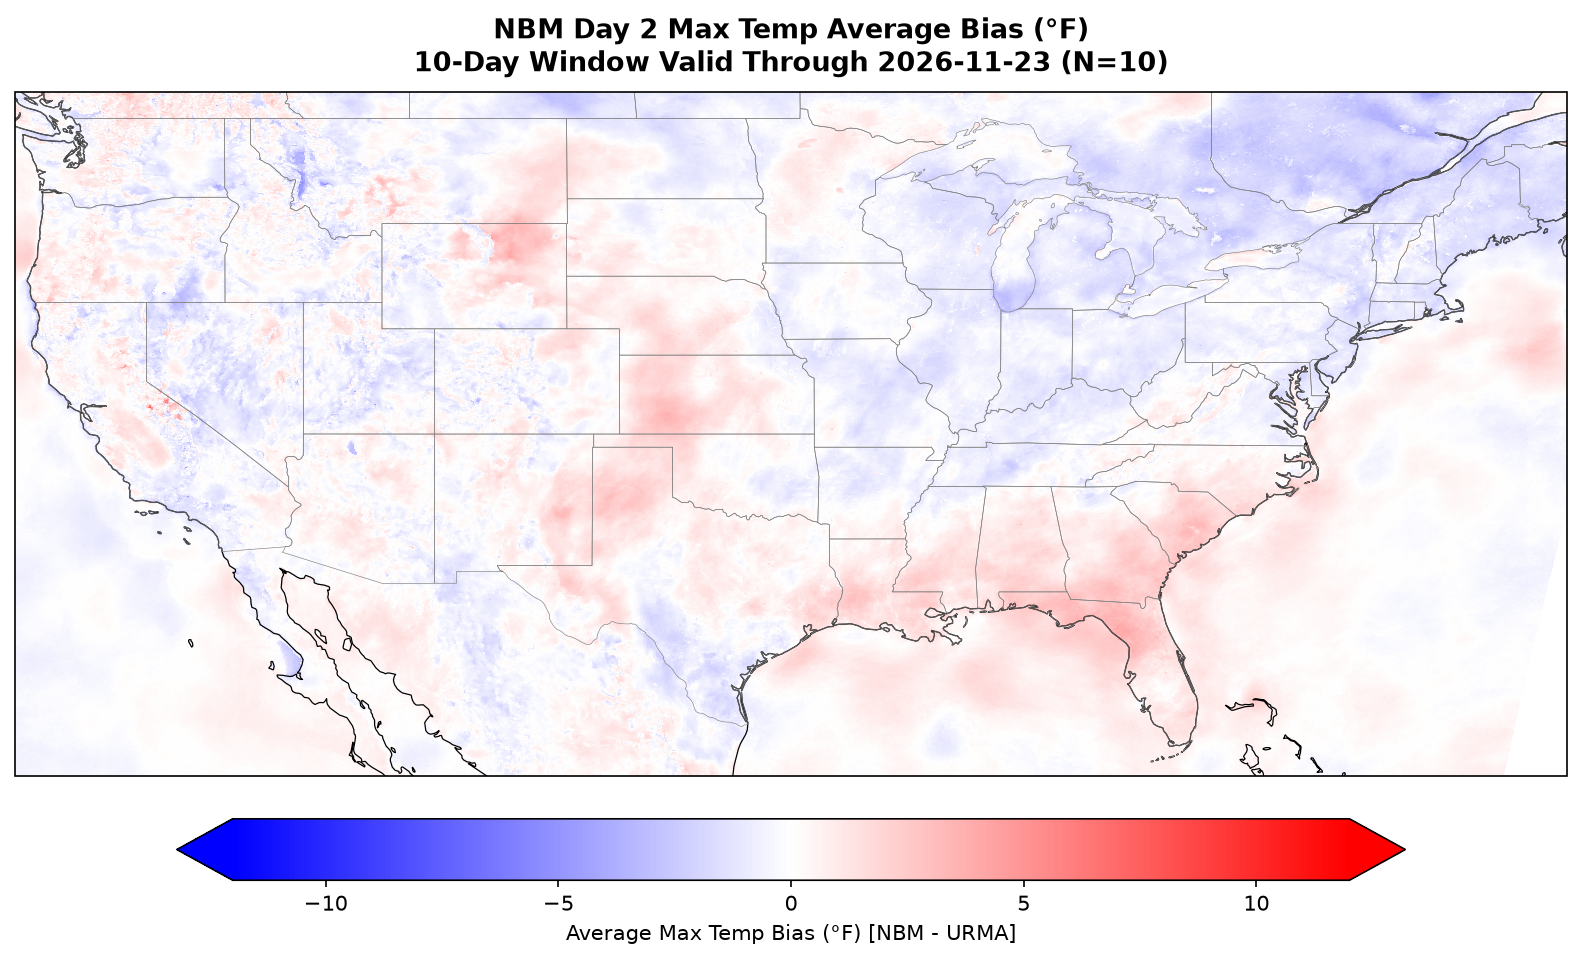 NBM Day 2 Max Temp Average Bias (°F)
10-Day Window Valid Through 2026-11-23 (N=10)
−10 −5 0 5 10
Average Max Temp Bias (°F) [NBM - URMA]